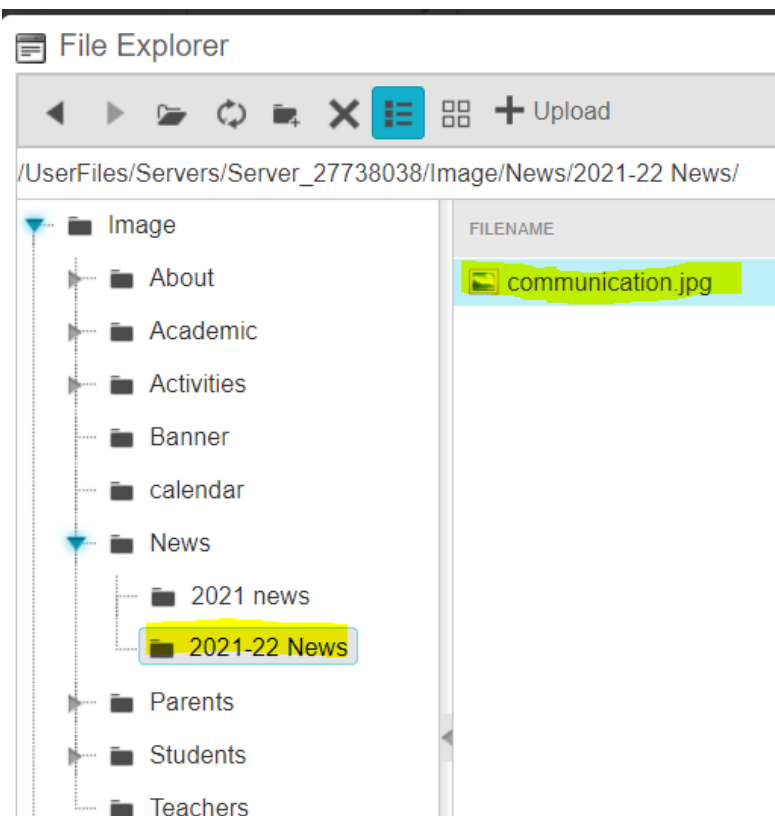 File Explorer
Upload
/UserFiles/Servers/Server_27738038/Image/News/2021-22 News/
Image
FILENAME
About
communication.jpg
Academic
Activities
Banner
calendar
News
2021 news
2021-22 News
Parents
Students
Teachers